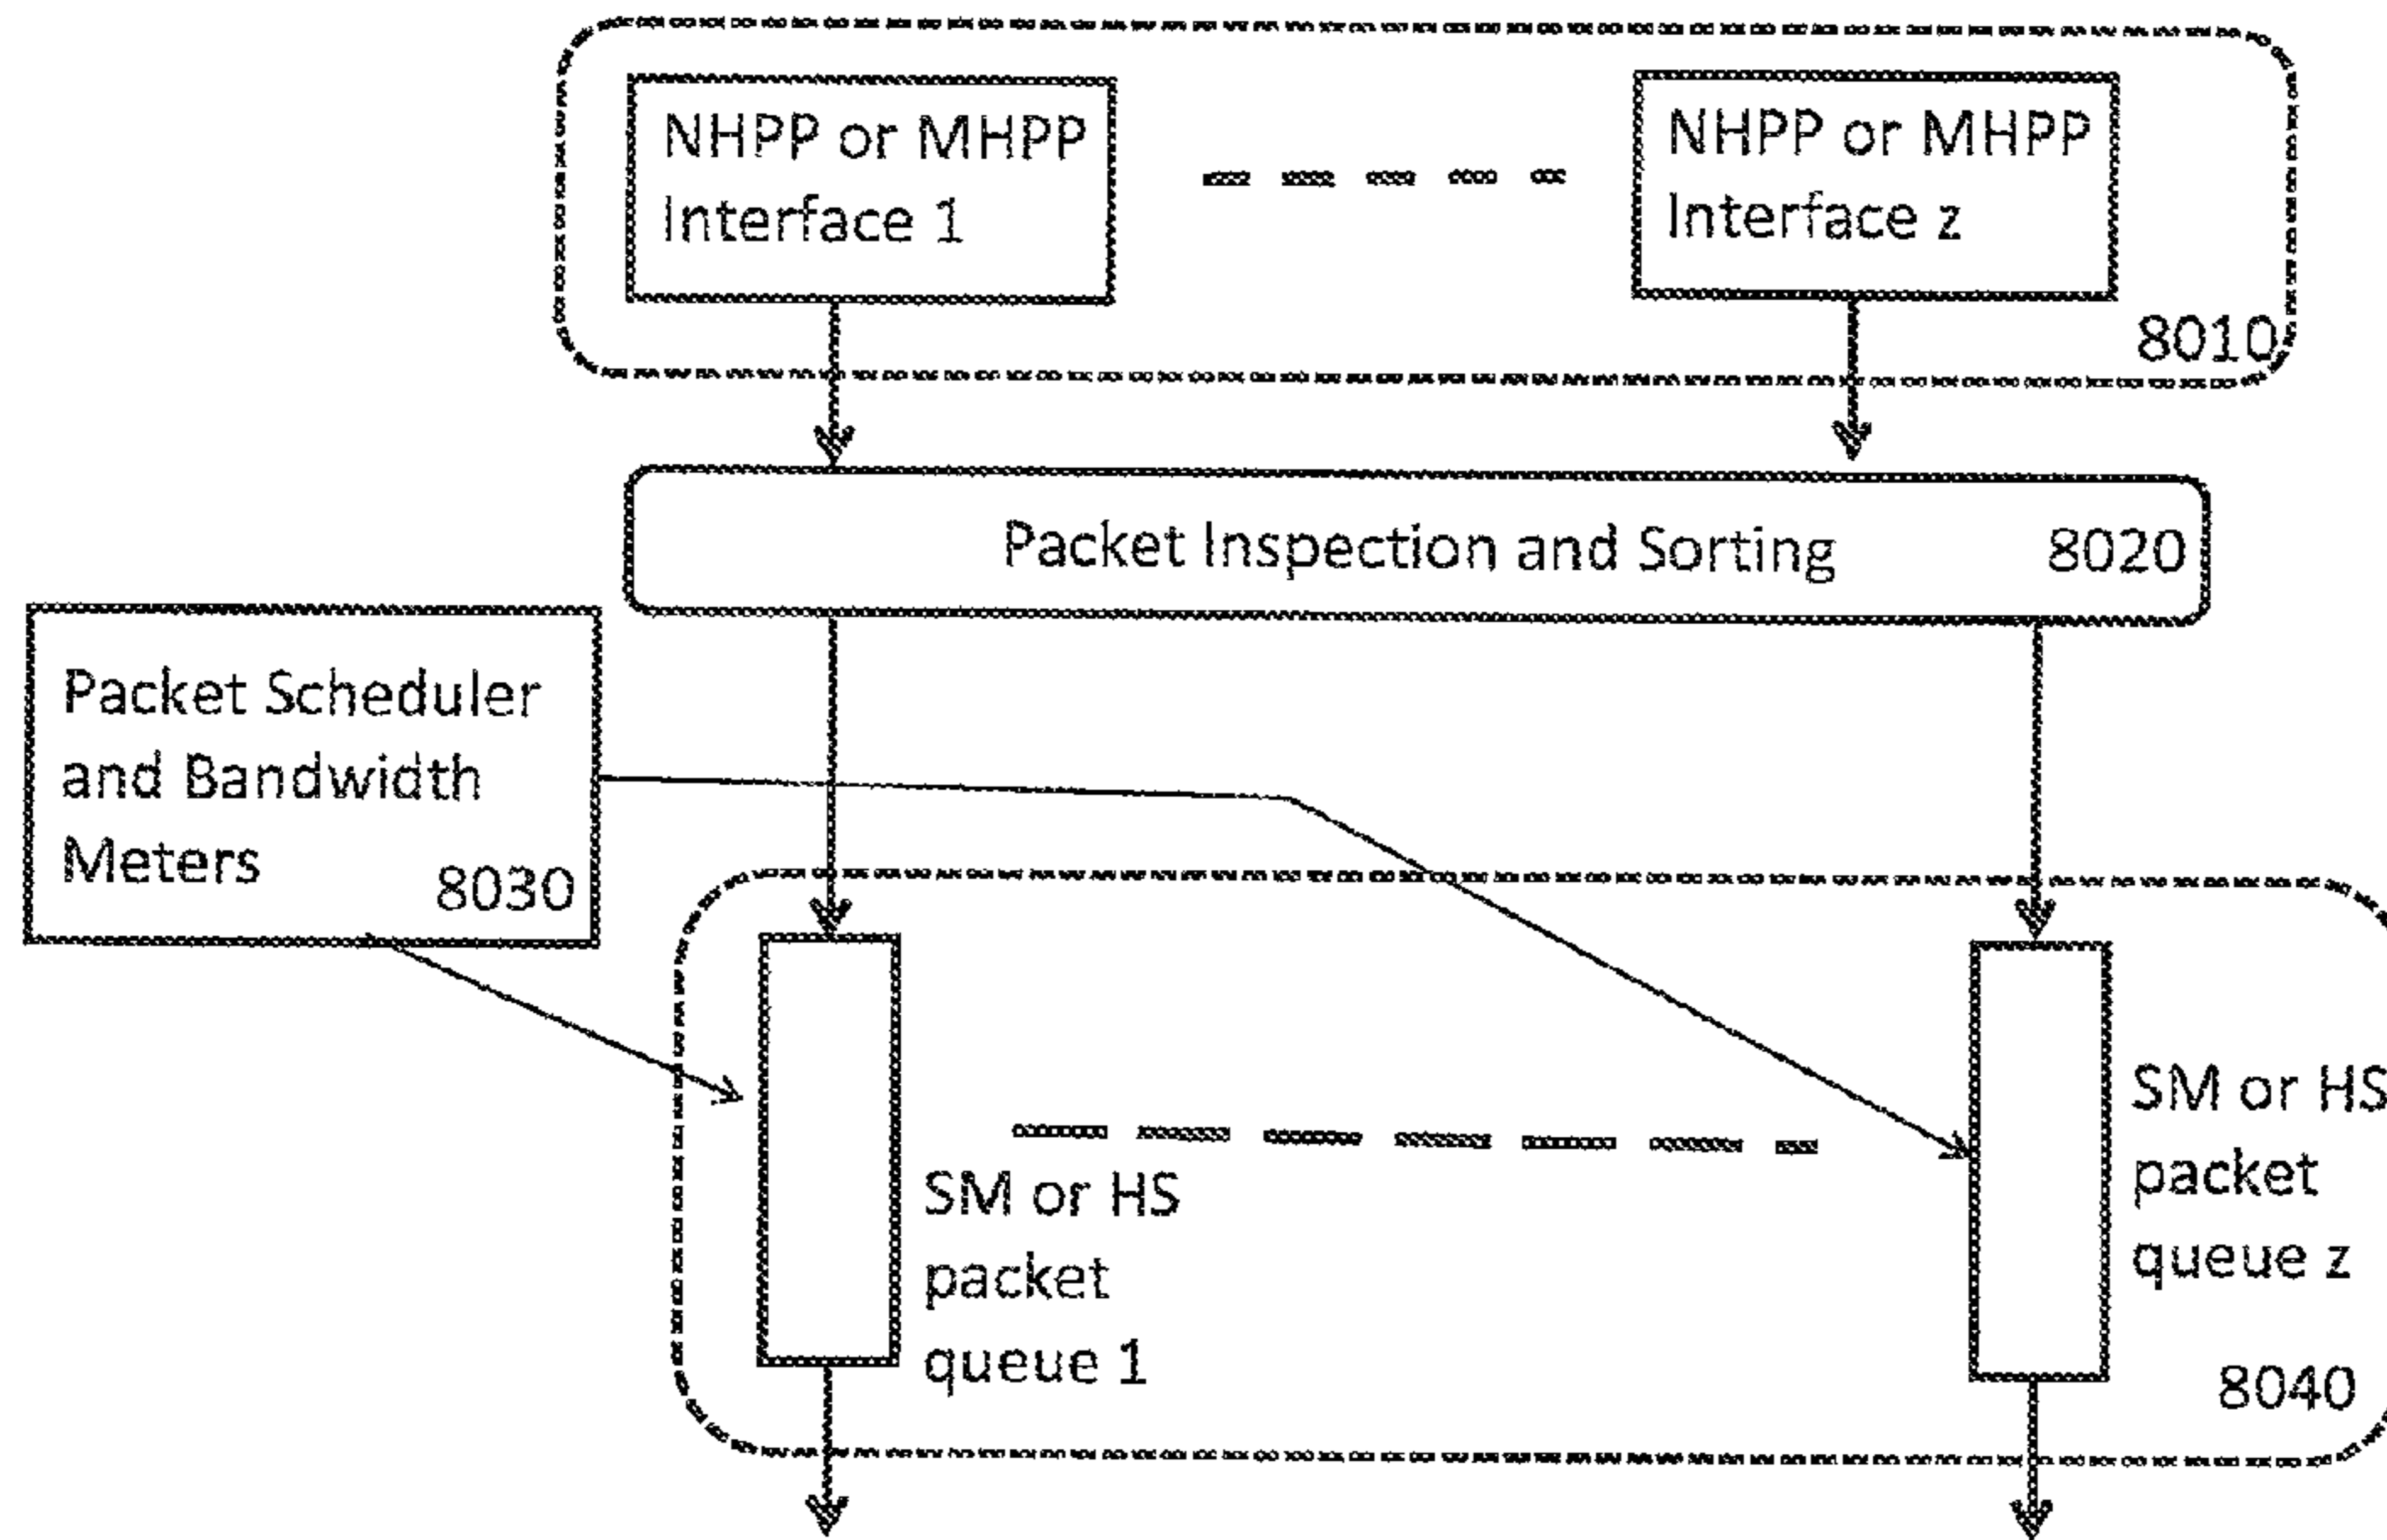 NHPP or MHPP
Interface 1
NHPP or MHPP
Interface z
8010
Packet Inspection and Sorting 8020
Packet Scheduler
and Bandwidth
Meters
8030
SM or HS
packet
queue 1
SM or HS
packet
queue z
8040